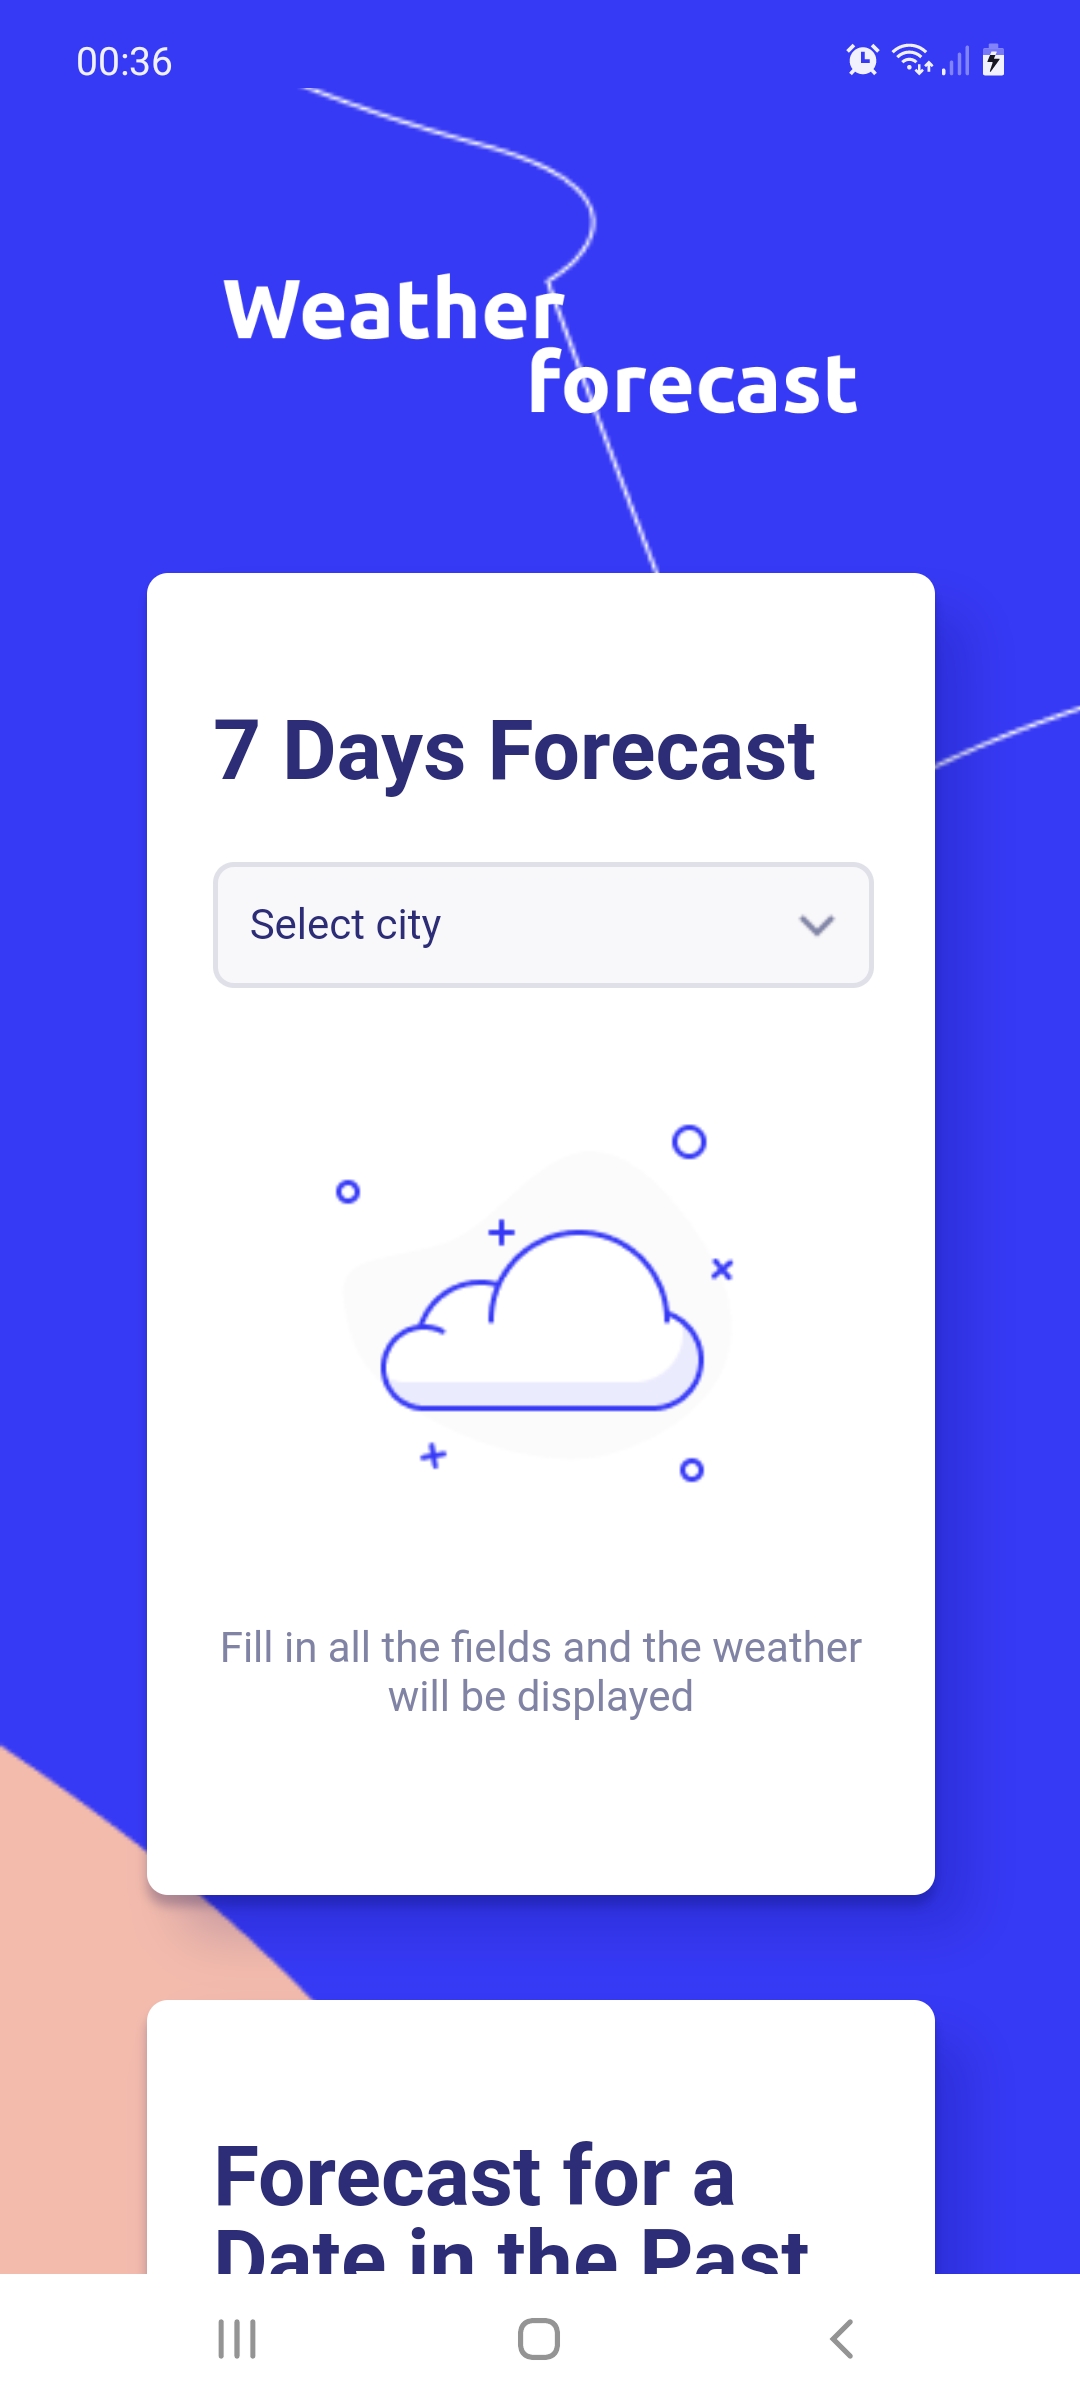 00:36
Weather
forecast
7 Days Forecast
Select city
Fill in all the fields and the weather
will be displayed
Forecast for a
Date in the Past